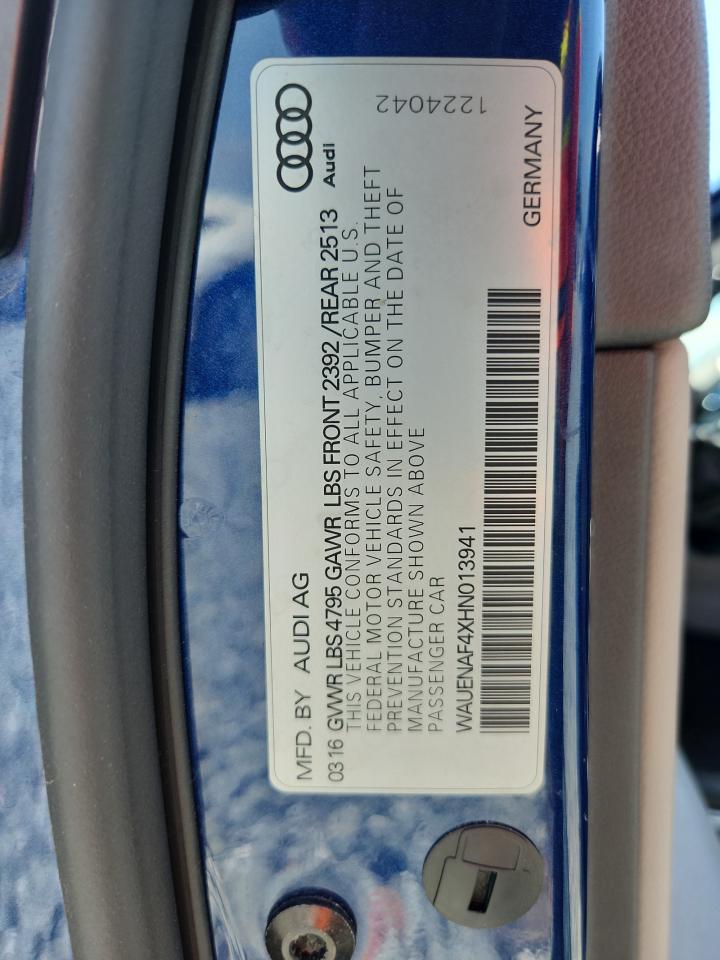 MFD. BY AUDI AG
Audi
03 16 GVWR LBS 4795 GAWR LBS FRONT 2392 /REAR 2513
THIS VEHICLE CONFORMS TO ALL APPLICABLE U.S.
FEDERAL MOTOR VEHICLE SAFETY, BUMPER AND THEFT
PREVENTION STANDARDS IN EFFECT ON THE DATE OF
MANUFACTURE SHOWN ABOVE
PASSENGER CAR
WAUENAF4XHN013941
GERMANY
1224042